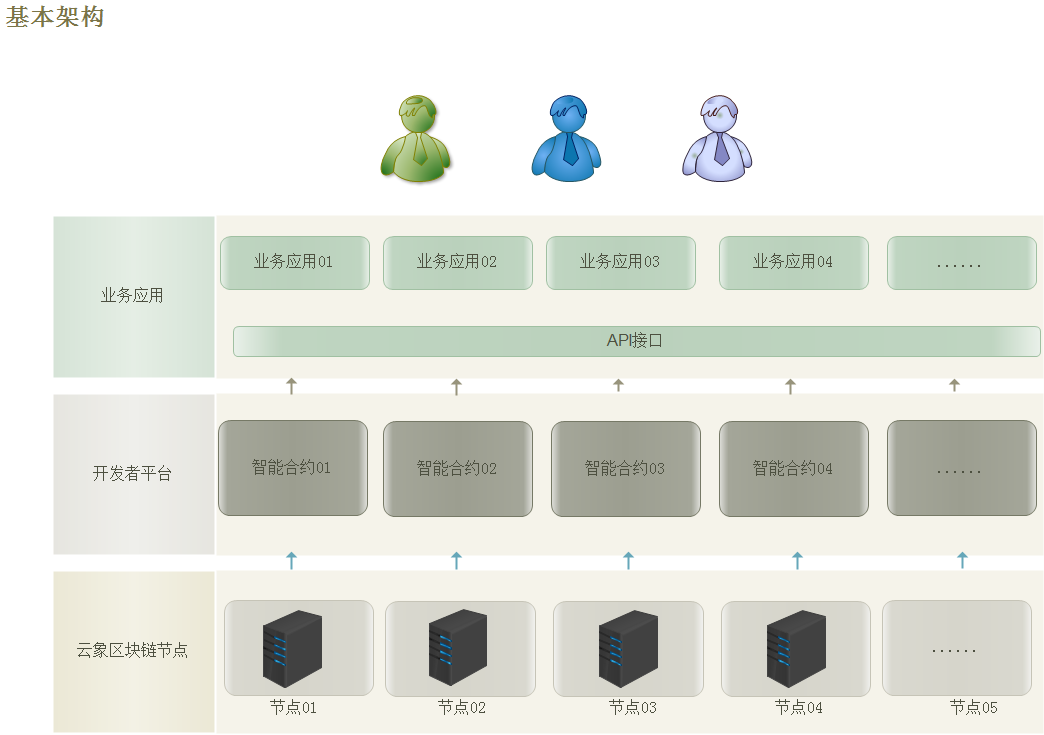 基本架构
业务应用
业务应用01
业务应用02
业务应用03
业务应用04
......
API接口
开发者平台
智能合约01
智能合约02
智能合约03
智能合约04
......
云象区块链节点
......
节点01
节点02
节点03
节点04
节点05